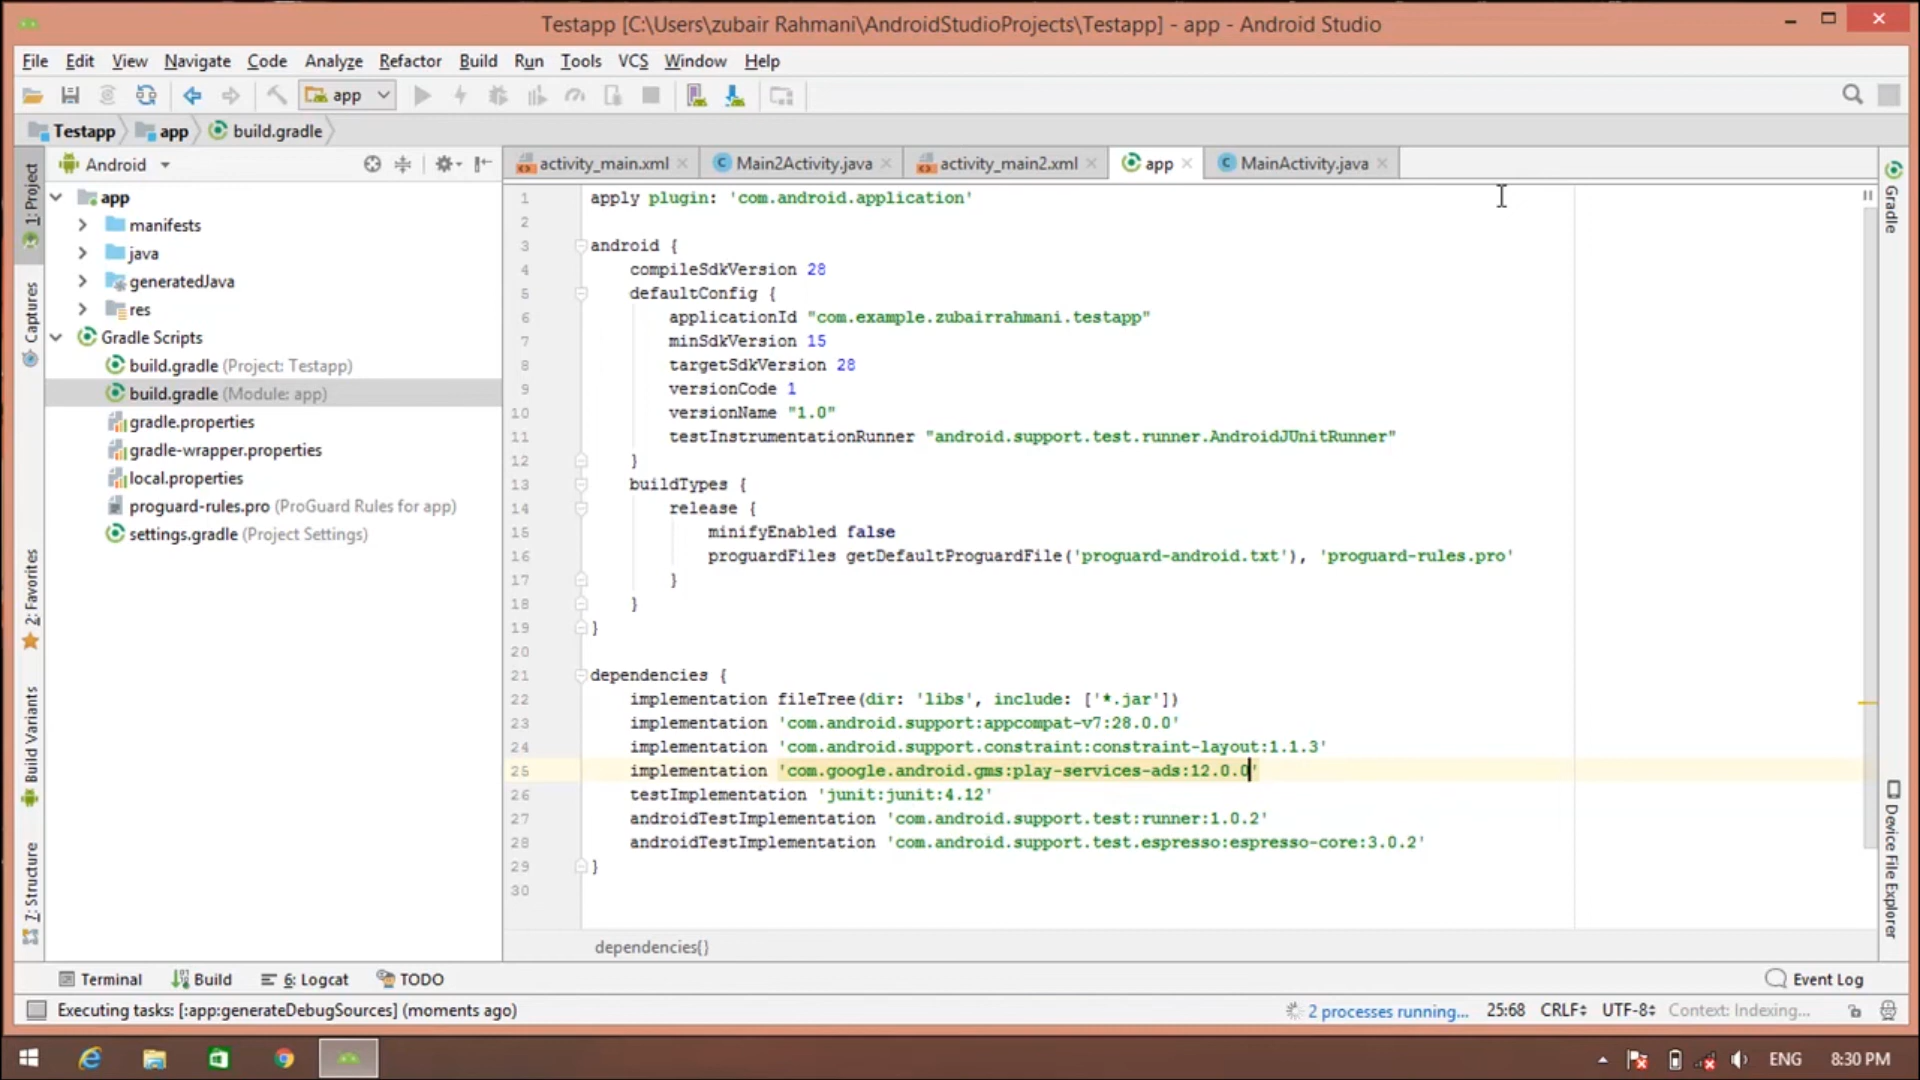 Testapp [C:\Users\zubair Rahmani\AndroidStudioProjects\Testapp] - app - Android Studio
File Edit View Navigate Code Analyze Refactor Build Run Tools VCS Window Help
app
Testapp app build.gradle
Android
activity_main.xml Main2Activity.java activity_main2.xml app MainActivity.java
1: Project
Captures
2: Favorites
Build Variants
7: Structure
app
manifests
java
generatedJava
res
Gradle Scripts
build.gradle (Project: Testapp)
build.gradle (Module: app)
gradle.properties
gradle-wrapper.properties
local.properties
proguard-rules.pro (ProGuard Rules for app)
settings.gradle (Project Settings)
1 apply plugin: 'com.android.application'
2
3 android {
4 compileSdkVersion 28
5 defaultConfig {
6 applicationId "com.example.zubairrahmani.testapp"
7 minSdkVersion 15
8 targetSdkVersion 28
9 versionCode 1
10 versionName "1.0"
11 testInstrumentationRunner "android.support.test.runner.AndroidJUnitRunner"
12 }
13 buildTypes {
14 release {
15 minifyEnabled false
16 proguardFiles getDefaultProguardFile('proguard-android.txt'), 'proguard-rules.pro'
17 }
18 }
19 }
20
21 dependencies {
22 implementation fileTree(dir: 'libs', include: ['*.jar'])
23 implementation 'com.android.support:appcompat-v7:28.0.0'
24 implementation 'com.android.support.constraint:constraint-layout:1.1.3'
25 implementation 'com.google.android.gms:play-services-ads:12.0.0'
26 testImplementation 'junit:junit:4.12'
27 androidTestImplementation 'com.android.support.test:runner:1.0.2'
28 androidTestImplementation 'com.android.support.test.espresso:espresso-core:3.0.2'
29 }
30
dependencies{}
Gradle
Device File Explorer
Terminal Build 6: Logcat TODO Event Log
Executing tasks: [:app:generateDebugSources] (moments ago) 2 processes running... 25:68 CRLF UTF-8 Context: Indexing...
ENG 8:30 PM